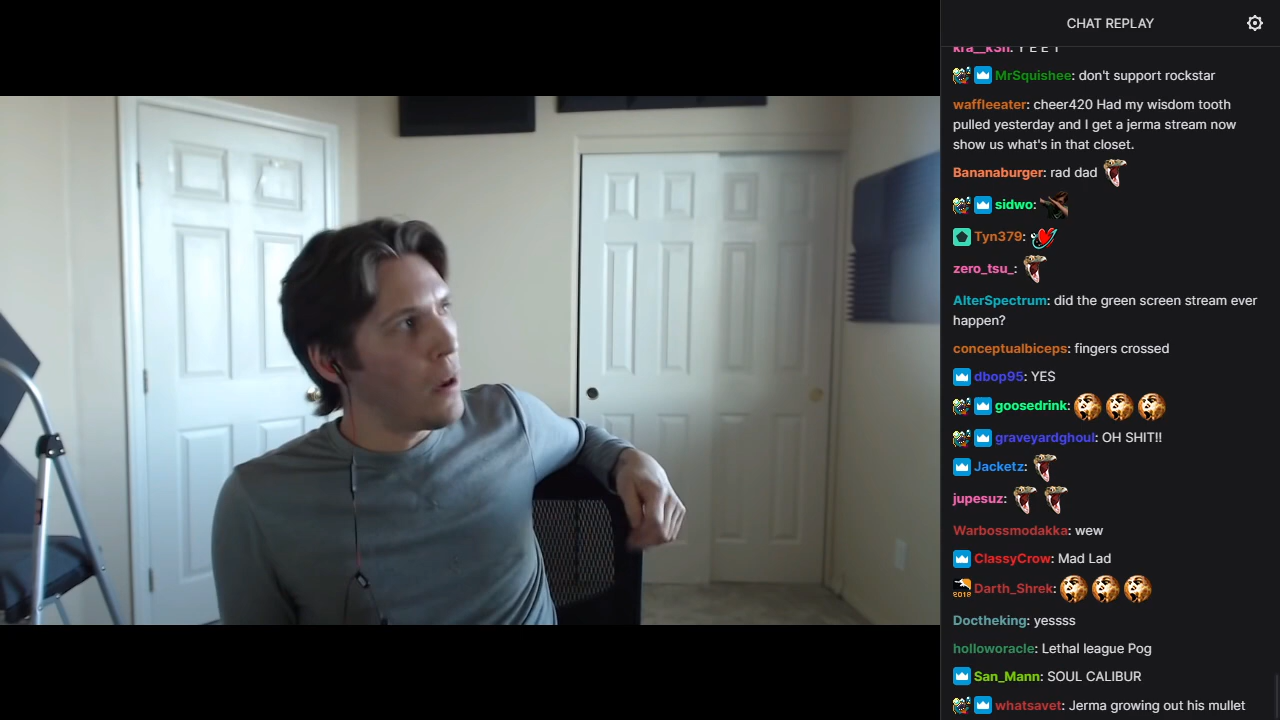 CHAT REPLAY
kra__k3n: Y E E T
MrSquishee: don't support rockstar
waffleeater: cheer420 Had my wisdom tooth
pulled yesterday and I get a jerma stream now
show us what's in that closet.
Bananaburger: rad dad
sidwo:
Tyn379:
zero_tsu_:
AlterSpectrum: did the green screen stream ever
happen?
conceptualbiceps: fingers crossed
dbop95: YES
goosedrink:
graveyardghoul: OH SHIT!!
Jacketz:
jupesuz:
Warbossmodakka: wew
ClassyCrow: Mad Lad
2018 Darth_Shrek:
Doctheking: yessss
holloworacle: Lethal league Pog
San_Mann: SOUL CALIBUR
whatsavet: Jerma growing out his mullet